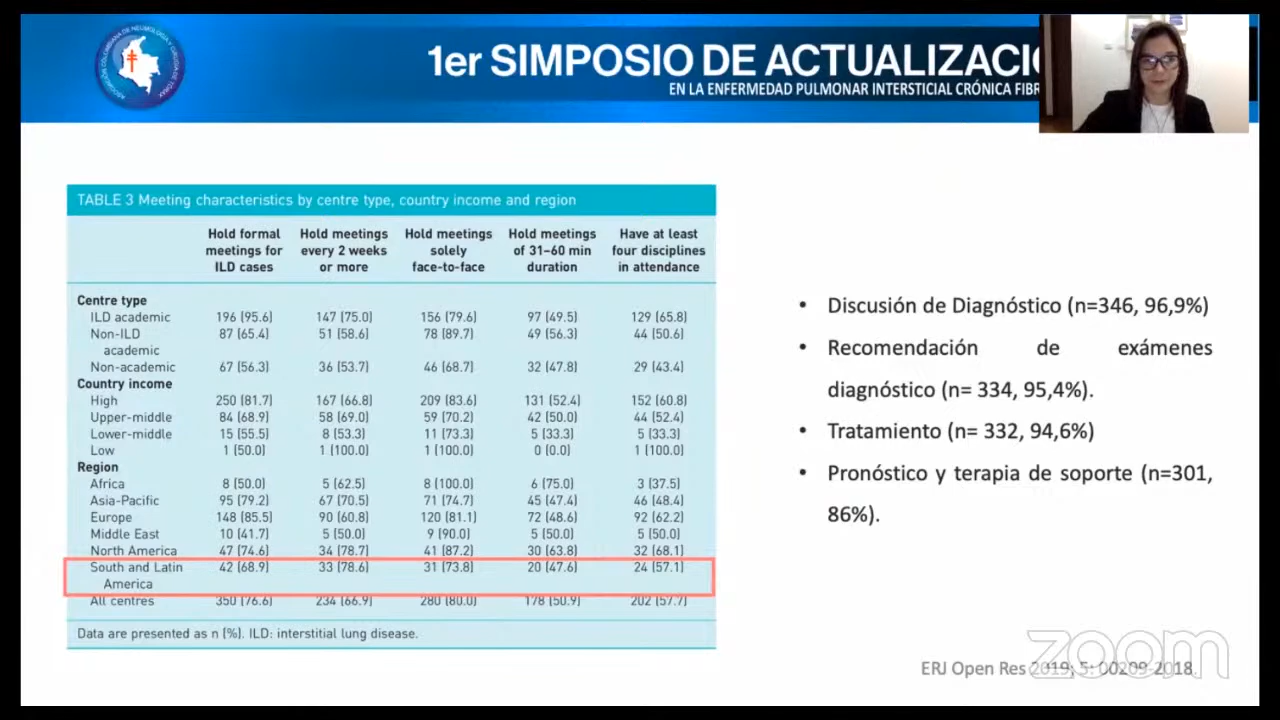 ASOCIACIÓN COLOMBIANA DE NEUMOLOGÍA Y CIRUGÍA DE TÓRAX
1er SIMPOSIO DE ACTUALIZACIÓ
EN LA ENFERMEDAD PULMONAR INTERSTICIAL CRÓNICA FIBR
TABLE 3 Meeting characteristics by centre type, country income and region
Hold formal meetings for ILD cases Hold meetings every 2 weeks or more Hold meetings solely face-to-face Hold meetings of 31–60 min duration Have at least four disciplines in attendance
Centre type
ILD academic 196 (95.6) 147 (75.0) 156 (79.6) 97 (49.5) 129 (65.8)
Non-ILD academic 87 (65.4) 51 (58.6) 78 (89.7) 49 (56.3) 44 (50.6)
Non-academic 67 (56.3) 36 (53.7) 46 (68.7) 32 (47.8) 29 (43.4)
Country income
High 250 (81.7) 167 (66.8) 209 (83.6) 131 (52.4) 152 (60.8)
Upper-middle 84 (68.9) 58 (69.0) 59 (70.2) 42 (50.0) 44 (52.4)
Lower-middle 15 (55.5) 8 (53.3) 11 (73.3) 5 (33.3) 5 (33.3)
Low 1 (50.0) 1 (100.0) 1 (100.0) 0 (0.0) 1 (100.0)
Region
Africa 8 (50.0) 5 (62.5) 8 (100.0) 6 (75.0) 3 (37.5)
Asia-Pacific 95 (79.2) 67 (70.5) 71 (74.7) 45 (47.4) 46 (48.4)
Europe 148 (85.5) 90 (60.8) 120 (81.1) 72 (48.6) 92 (62.2)
Middle East 10 (41.7) 5 (50.0) 9 (90.0) 5 (50.0) 5 (50.0)
North America 47 (74.6) 34 (78.7) 41 (87.2) 30 (63.8) 32 (68.1)
South and Latin America 42 (68.9) 33 (78.6) 31 (73.8) 20 (47.6) 24 (57.1)
All centres 350 (76.6) 234 (66.9) 280 (80.0) 178 (50.9) 202 (57.7)
Data are presented as n (%). ILD: interstitial lung disease.
• Discusión de Diagnóstico (n=346, 96,9%)
• Recomendación de exámenes
diagnóstico (n= 334, 95,4%).
• Tratamiento (n= 332, 94,6%)
• Pronóstico y terapia de soporte (n=301,
86%).
ERJ Open Res 2019; 5: 00209-2018
zoom